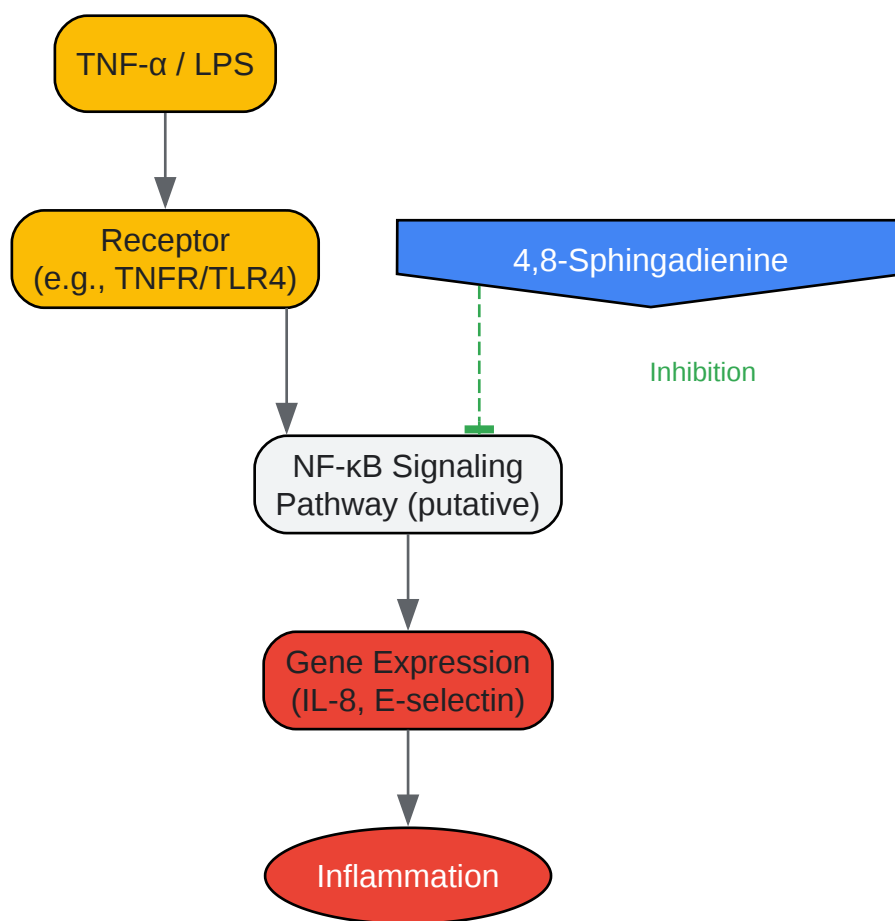 TNF-α / LPS
Receptor
(e.g., TNFR/TLR4)
4,8-Sphingadienine
Inhibition
NF-κB Signaling
Pathway (putative)
Gene Expression
(IL-8, E-selectin)
Inflammation